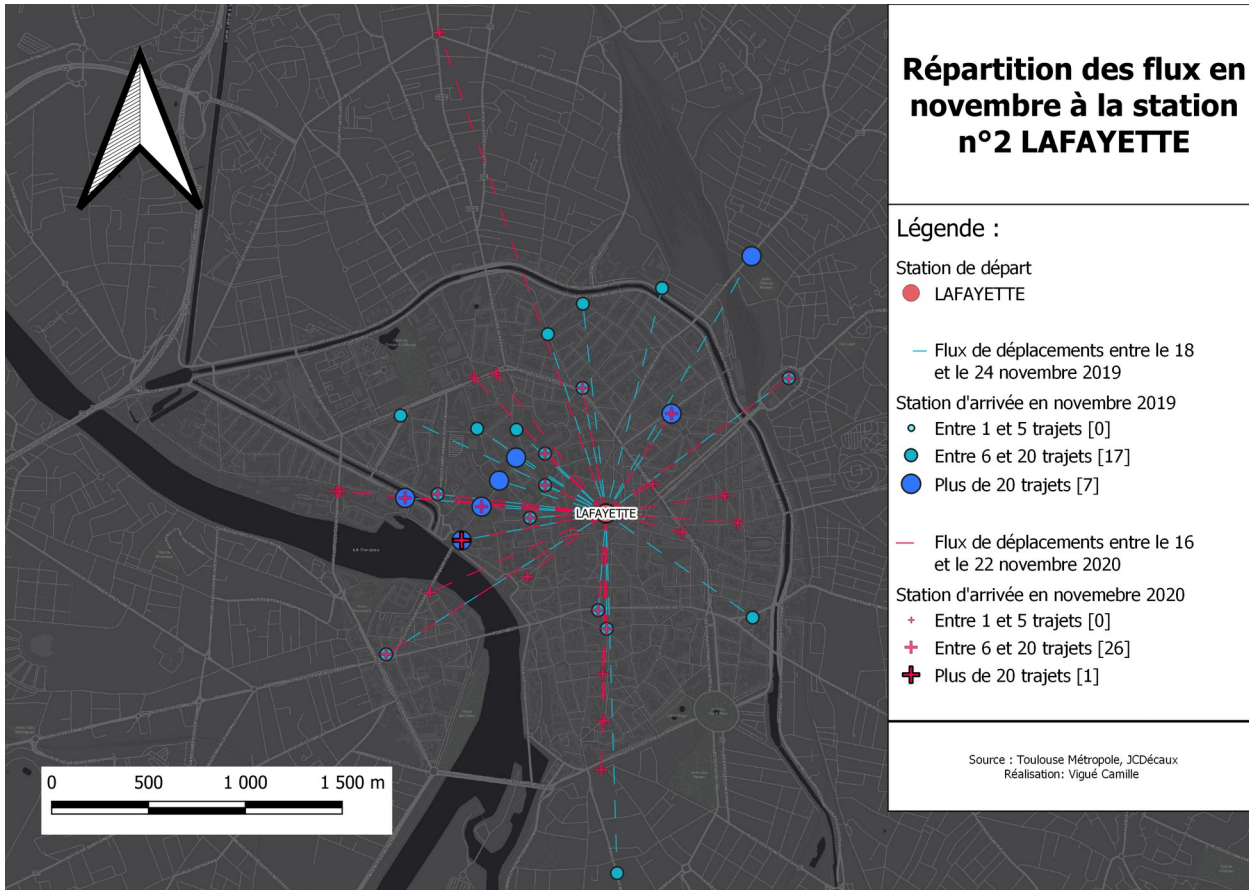 Répartition des flux en
novembre à la station
n°2 LAFAYETTE
Légende :
Station de départ
LAFAYETTE
Flux de déplacements entre le 18
et le 24 novembre 2019
Station d'arrivée en novembre 2019
Entre 1 et 5 trajets [0]
Entre 6 et 20 trajets [17]
Plus de 20 trajets [7]
Flux de déplacements entre le 16
et le 22 novembre 2020
Station d'arrivée en novemebre 2020
Entre 1 et 5 trajets [0]
Entre 6 et 20 trajets [26]
Plus de 20 trajets [1]
Source : Toulouse Métropole, JCDécaux
Réalisation: Vigué Camille
LAFAYETTE
La Garonne
0 500 1 000 1 500 m